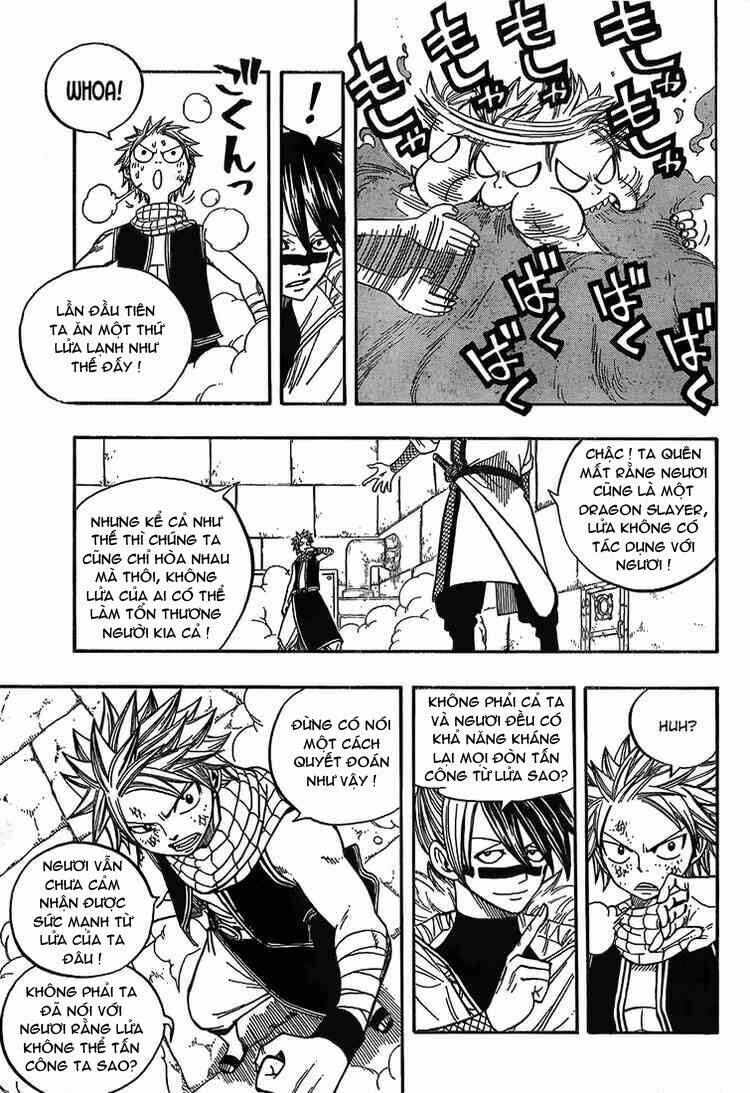 もしゃ
もしゃ
もしゃ
もしゃ
もしゃ
ばく
ばく
ばく
ばく
!
ごくんっ
WHOA!
LẦN ĐẦU TIÊN
TA ĂN MỘT THỨ
LỬA LẠNH NHƯ
THẾ ĐẤY !
CHẬC ! TA QUÊN
MẤT RẰNG NGƯƠI
CŨNG LÀ MỘT
DRAGON SLAYER,
LỬA KHÔNG CÓ
TÁC DỤNG VỚI
NGƯƠI !
NHƯNG KỂ CẢ NHƯ
THẾ THÌ CHÚNG TA
CŨNG CHỈ HÒA NHAU
MÀ THÔI, KHÔNG
LỬA CỦA AI CÓ THỂ
LÀM TỔN THƯƠNG
NGƯỜI KIA CẢ !
HUH?
KHÔNG PHẢI CẢ TA
VÀ NGƯƠI ĐỀU CÓ
KHẢ NĂNG KHÁNG
LẠI MỌI ĐÒN TẤN
CÔNG TỪ LỬA SAO?
ĐỪNG CÓ NÓI
MỘT CÁCH
QUYẾT ĐOÁN
NHƯ VẬY !
NGƯƠI VẪN
CHƯA CẢM
NHẬN ĐƯỢC
SỨC MẠNH TỪ
LỬA CỦA TA
ĐÂU !
KHÔNG PHẢI TA
ĐÃ NÓI VỚI
NGƯƠI RẰNG LỬA
KHÔNG THỂ TẤN
CÔNG TA SAO?